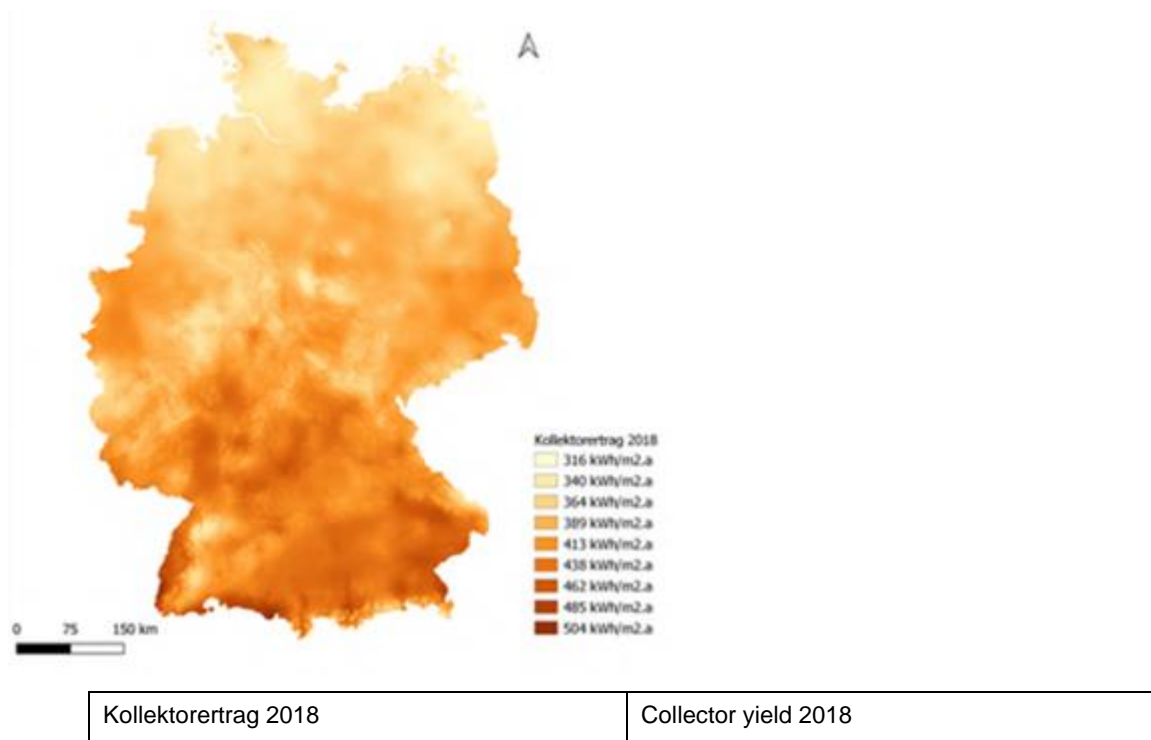 Kollektorertrag 2018
316 kWh/m2.a
340 kWh/m2.a
364 kWh/m2.a
389 kWh/m2.a
413 kWh/m2.a
438 kWh/m2.a
462 kWh/m2.a
485 kWh/m2.a
504 kWh/m2.a
0 75 150 km
Kollektorertrag 2018 Collector yield 2018